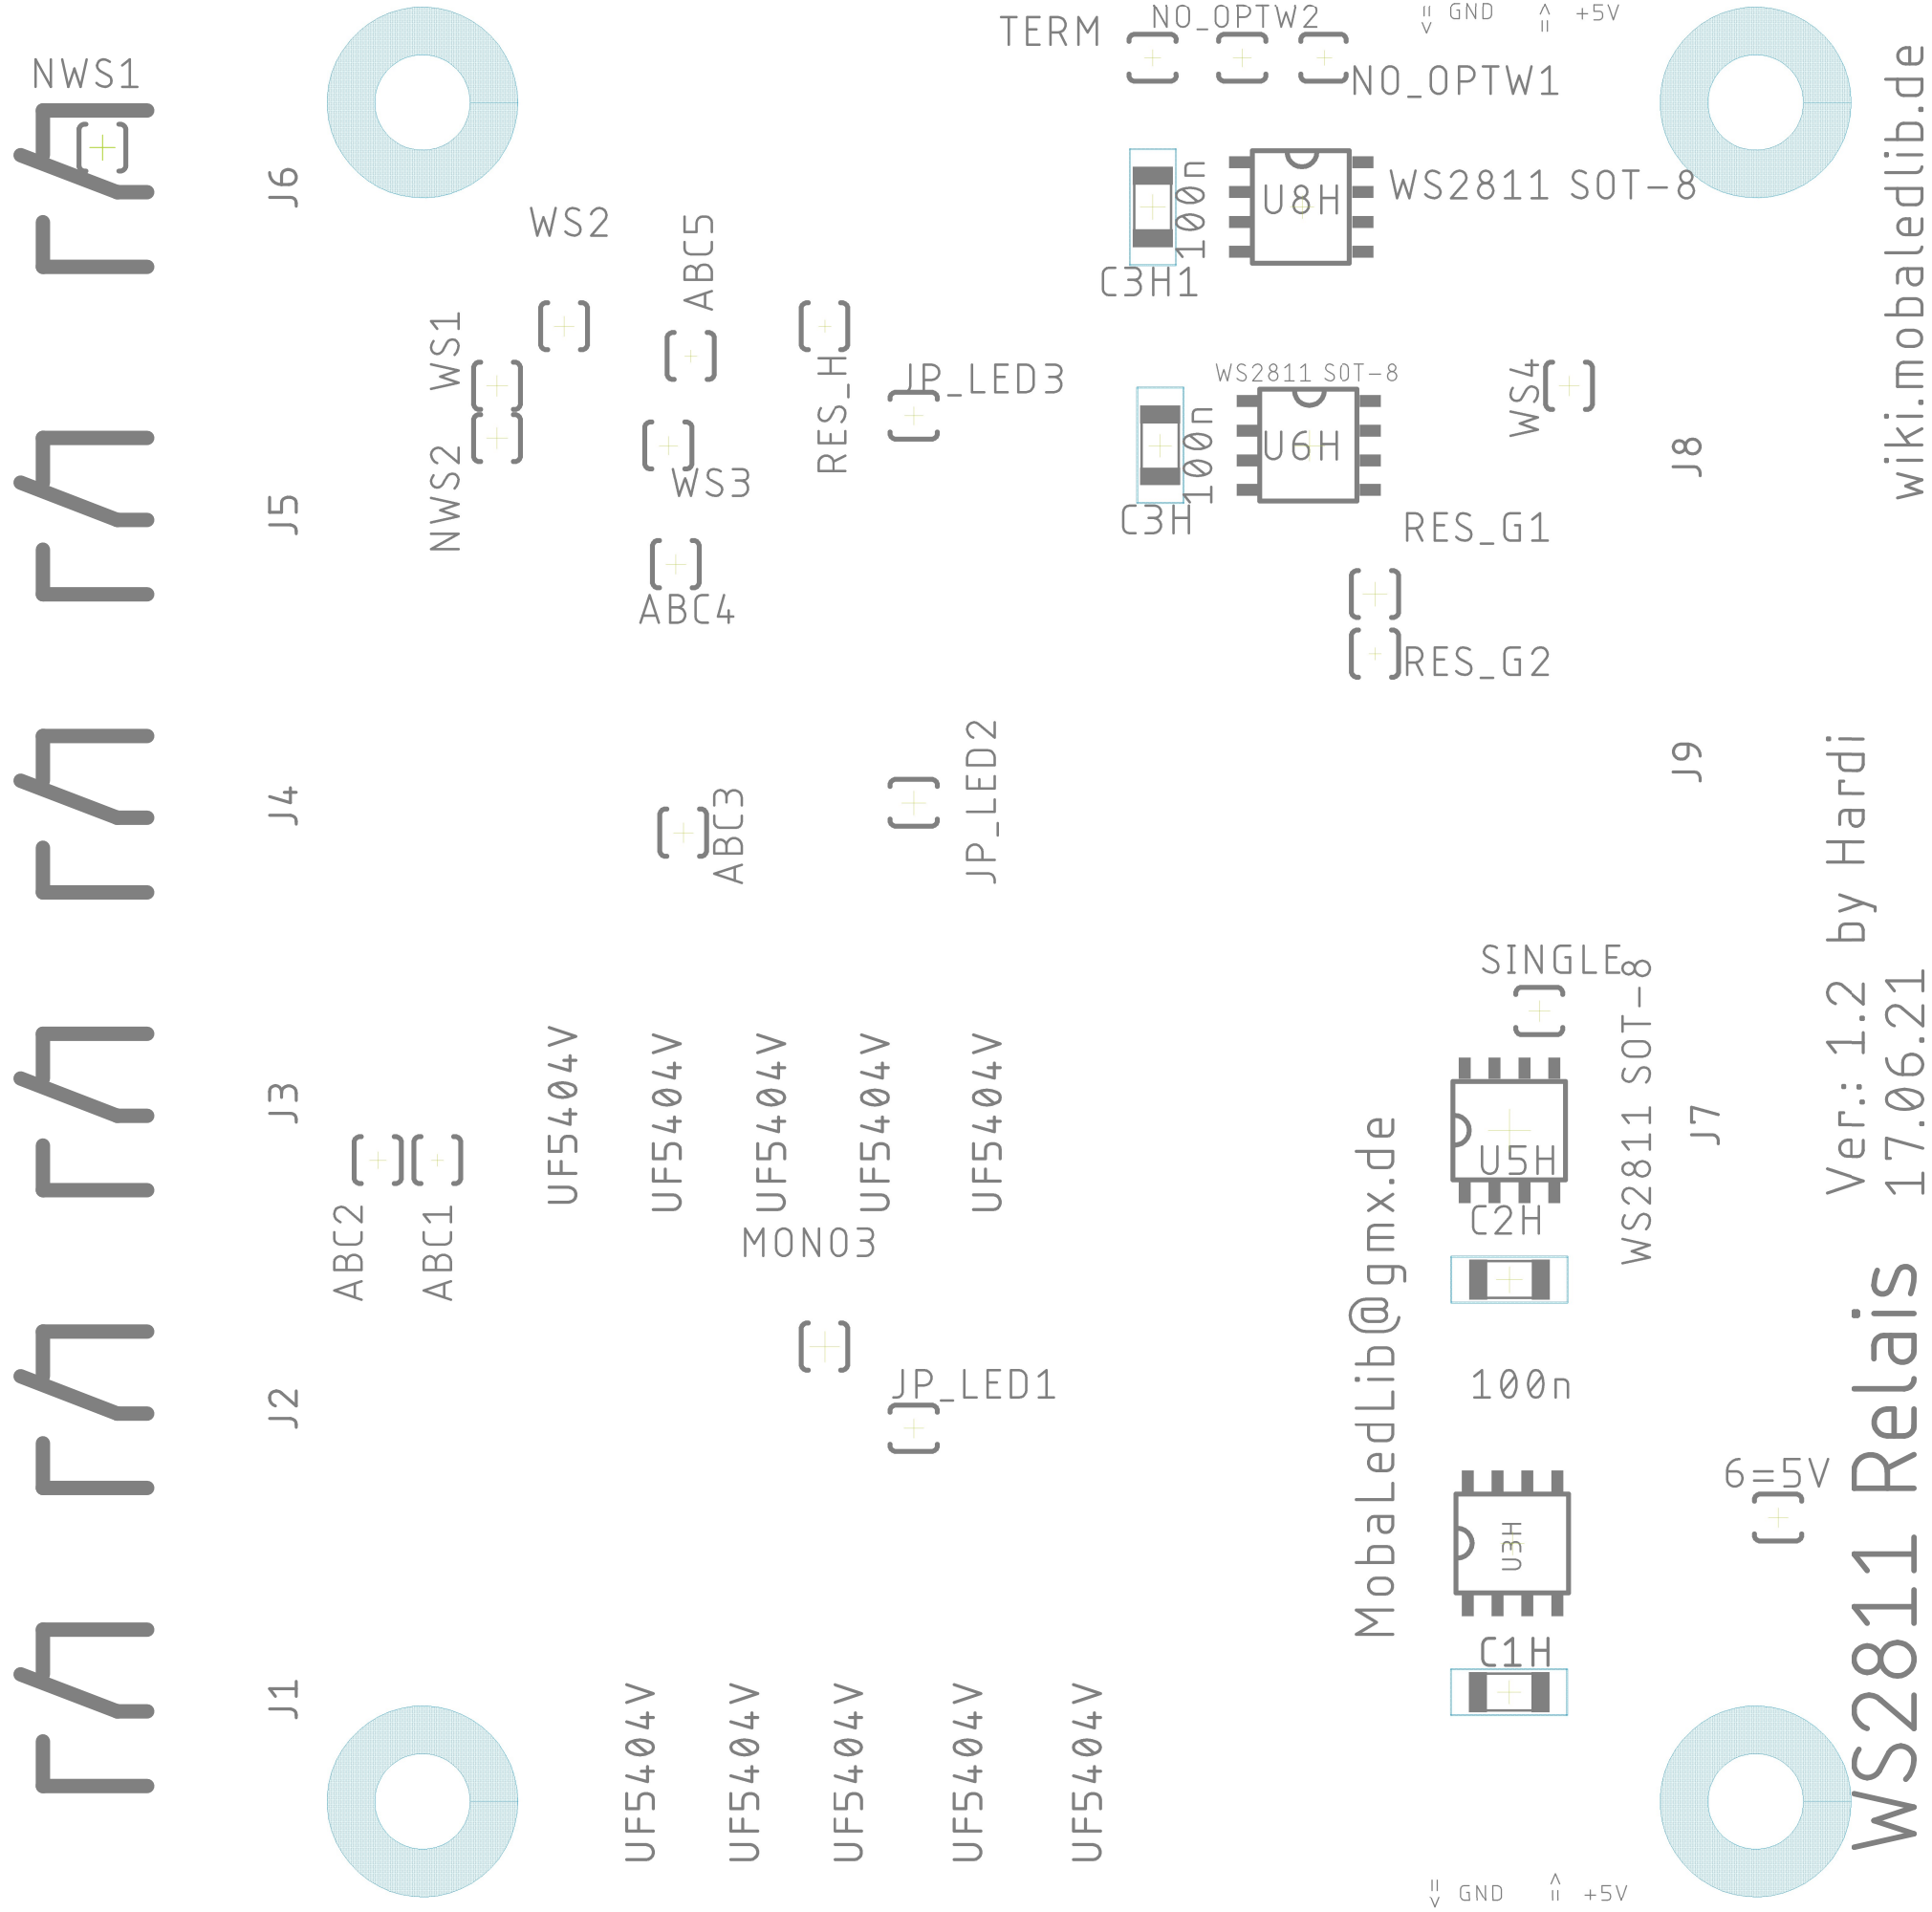 TERM
NO_OPTW2
GND
+5V
NWS1
NO_OPTW1
wiki.mobaledlib.de
J6
WS2
ABC5
100n
U8H
WS2811 SOT-8
C3H1
WS1
RES_H
JP_LED3
WS2811 SOT-8
WS4
100n
U6H
J8
NWS2
WS3
J5
C3H
RES_G1
ABC4
RES_G2
J4
ABC3
JP_LED2
J9
Ver.: 1.2 by Hardi
17.06.21
SINGLE
WS2811 SOT-8
J3
UF5404V
UF5404V
UF5404V
UF5404V
UF5404V
U5H
J7
C2H
ABC2
ABC1
MONO3
MobaLedLib@gmx.de
JP_LED1
100n
J2
6=5V
WS2811 Relais
U3H
C1H
J1
UF5404V
UF5404V
UF5404V
UF5404V
UF5404V
GND
+5V